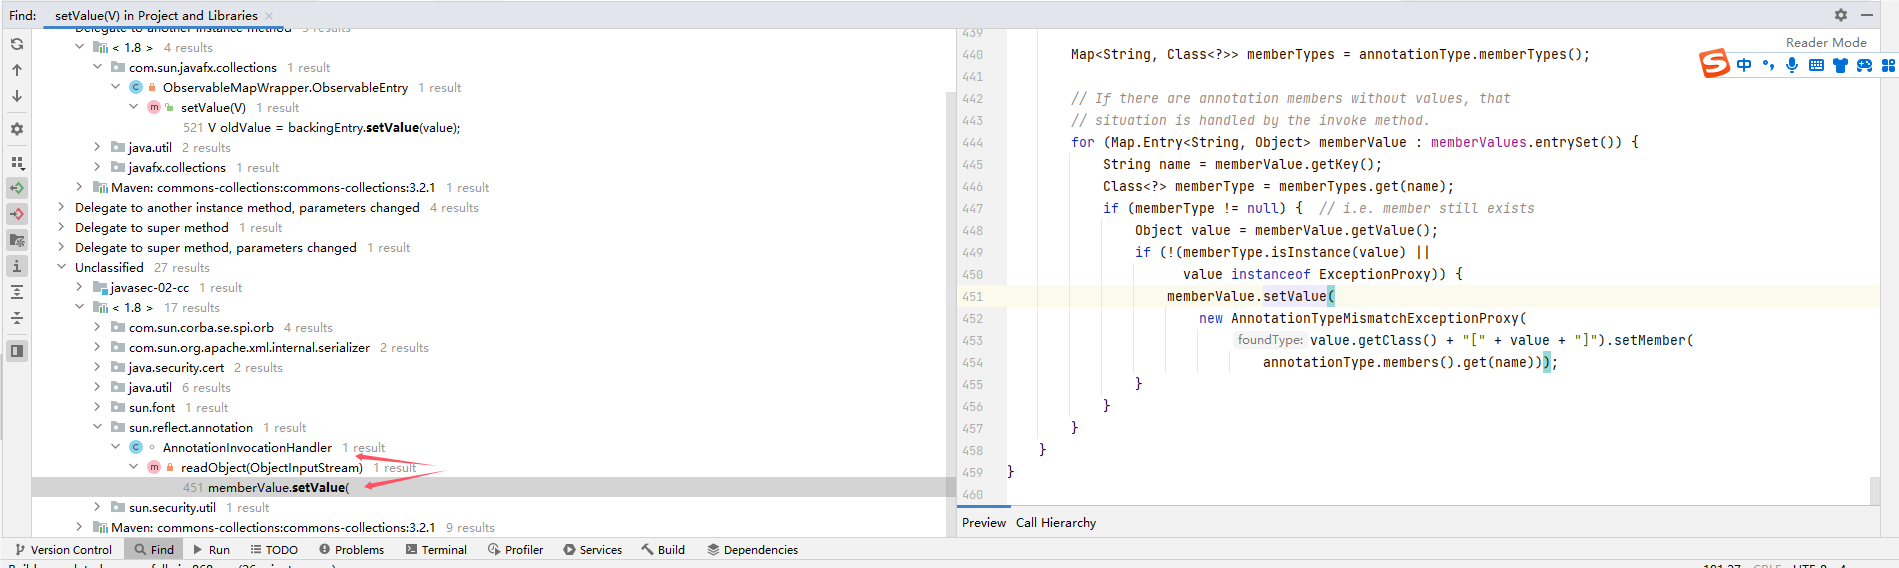 Find: setValue(V) in Project and Libraries
Delegate to another instance method
< 1.8 > 4 results
com.sun.javafx.collections 1 result
ObservableMapWrapper.ObservableEntry 1 result
setValue(V) 1 result
521 V oldValue = backingEntry.setValue(value);
java.util 2 results
javafx.collections 1 result
Maven: commons-collections:commons-collections:3.2.1 1 result
Delegate to another instance method, parameters changed 4 results
Delegate to super method 1 result
Delegate to super method, parameters changed 1 result
Unclassified 27 results
javasec-02-cc 1 result
< 1.8 > 17 results
com.sun.corba.se.spi.orb 4 results
com.sun.org.apache.xml.internal.serializer 2 results
java.security.cert 2 results
java.util 6 results
sun.font 1 result
sun.reflect.annotation 1 result
AnnotationInvocationHandler 1 result
readObject(ObjectInputStream) 1 result
451 memberValue.setValue(
sun.security.util 1 result
Maven: commons-collections:commons-collections:3.2.1 9 results
439
Reader Mode
440 Map<String, Class<?>> memberTypes = annotationType.memberTypes();
441
442 // If there are annotation members without values, that
443 // situation is handled by the invoke method.
444 for (Map.Entry<String, Object> memberValue : memberValues.entrySet()) {
445 String name = memberValue.getKey();
446 Class<?> memberType = memberTypes.get(name);
447 if (memberType != null) { // i.e. member still exists
448 Object value = memberValue.getValue();
449 if (!(memberType.isInstance(value) ||
450 value instanceof ExceptionProxy)) {
451 memberValue.setValue(
452 new AnnotationTypeMismatchExceptionProxy(
453 foundType: value.getClass() + "[" + value + "]").setMember(
454 annotationType.members().get(name)));
455 }
456 }
457 }
458 }
459 }
460
S 中
Preview Call Hierarchy
Version Control Find Run TODO Problems Terminal Profiler Services Build Dependencies